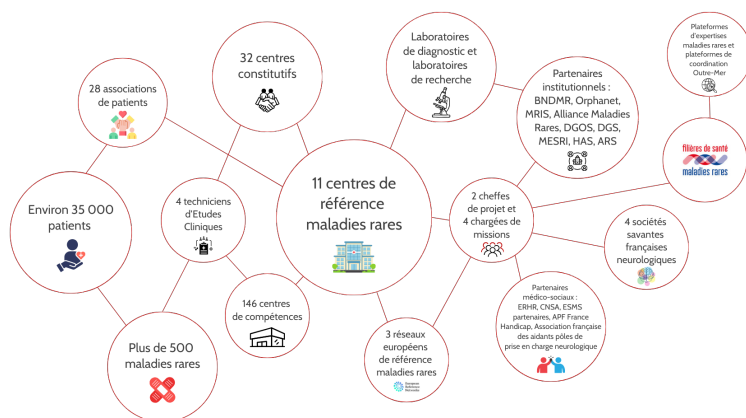 28 associations
de patients
32 centres
constitutifs
Laboratoires
de diagnostic et
laboratoires
de recherche
Partenaires
institutionnels :
BNDMR, Orphanet,
MRIS, Alliance Maladies
Rares, DGOS, DGS,
MESRI, HAS, ARS
Plateformes
d'expertises
maladies rares et
plateformes de
coordination
Outre-Mer
filières de santé
maladies rares
Environ 35 000
patients
4 techniciens
d'Etudes
Cliniques
11 centres de
référence
maladies rares
2 cheffes
de projet et
4 chargées de
missions
4 sociétés
savantes
françaises
neurologiques
Plus de 500
maladies rares
146 centres
de compétences
3 réseaux
européens
de référence
maladies rares
European
Reference
Networks
Partenaires
médico-sociaux :
ERHR, CNSA, ESMS
partenaires, APF France
Handicap, Association française
des aidants pôles de
prise en charge neurologique